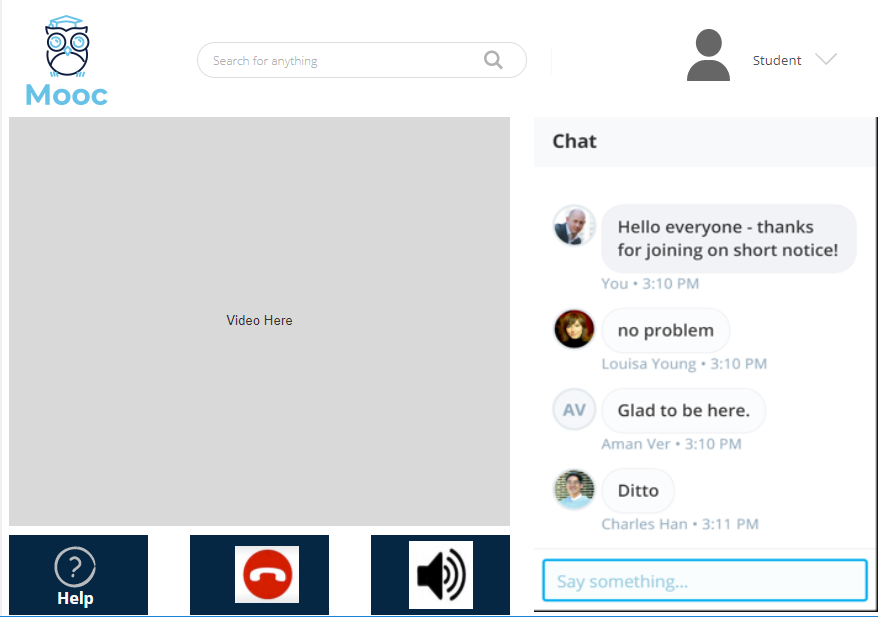 Mooc
Search for anything
Student
Video Here
?
Help
Chat
Hello everyone - thanks
for joining on short notice!
You • 3:10 PM
no problem
Louisa Young • 3:10 PM
AV
Glad to be here.
Aman Ver • 3:10 PM
Ditto
Charles Han • 3:11 PM
Say something...